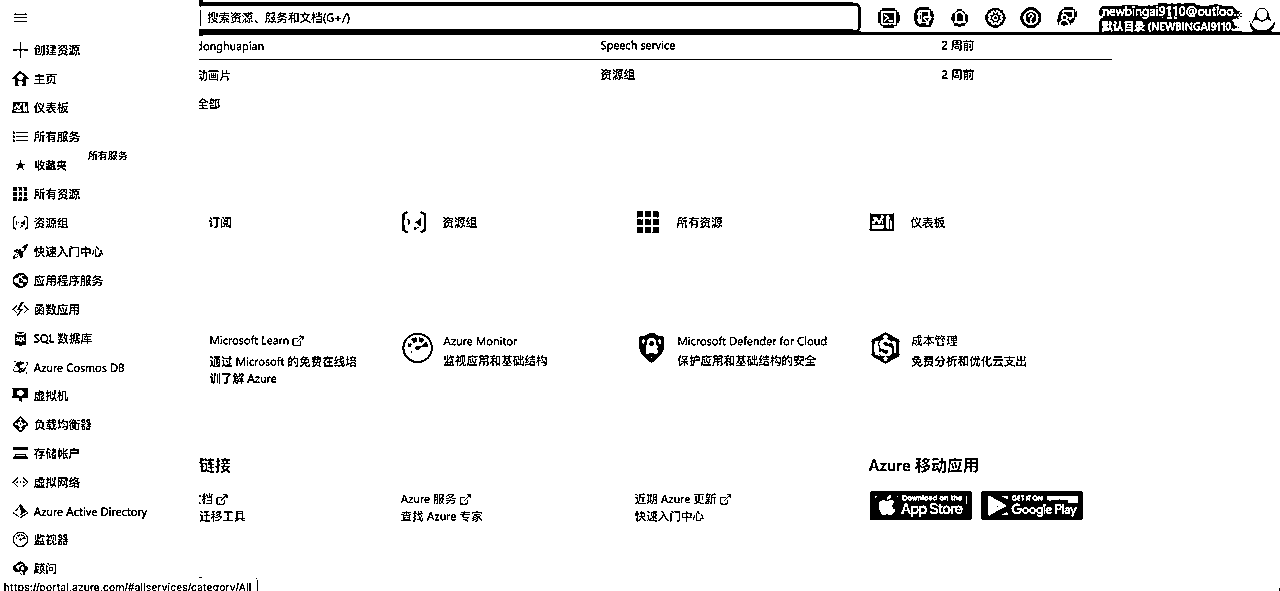 搜索资源、服务和文档(G+/)
newbingai9110@outloo...
默认目录 (NEWBINGAI9110...
创建资源
主页
仪表板
所有服务
所有服务
收藏夹
所有资源
资源组
快速入门中心
应用程序服务
函数应用
SQL 数据库
Azure Cosmos DB
虚拟机
负载均衡器
存储帐户
虚拟网络
Azure Active Directory
监视器
顾问
donghuapian Speech service 2 周前
动画片 资源组 2 周前
全部
订阅 资源组 所有资源 仪表板
Microsoft Learn
通过 Microsoft 的免费在线培
训了解 Azure
Azure Monitor
监视应用和基础结构
Microsoft Defender for Cloud
保护应用和基础结构的安全
成本管理
免费分析和优化云支出
链接
档
迁移工具
Azure 服务
查找 Azure 专家
近期 Azure 更新
快速入门中心
Azure 移动应用
Download on the
App Store
GET IT ON
Google Play
https://portal.azure.com/#allservices/category/All